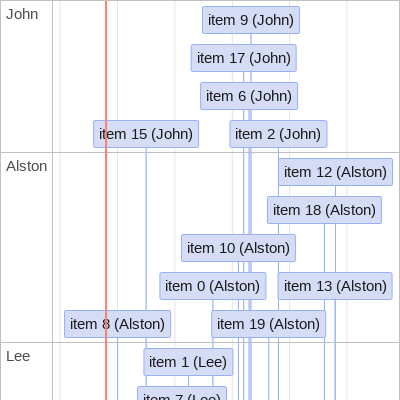 John
item 9 (John)
item 17 (John)
item 6 (John)
item 15 (John)
item 2 (John)
Alston
item 12 (Alston)
item 18 (Alston)
item 10 (Alston)
item 0 (Alston)
item 13 (Alston)
item 8 (Alston)
item 19 (Alston)
Lee
item 1 (Lee)
item 7 (Lee)